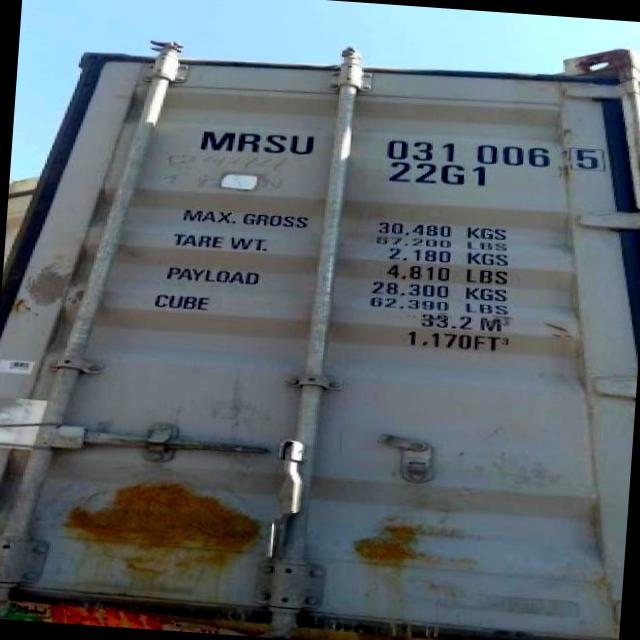 MRSU 031 006 5
22G1
MAX. GROSS 30.480 KGS
67.200 LBS
TARE WT. 2.180 KGS
4,810 LBS
PAYLOAD 28.300 KGS
62.390 LBS
CUBE 33.2 M³
1.170FT³